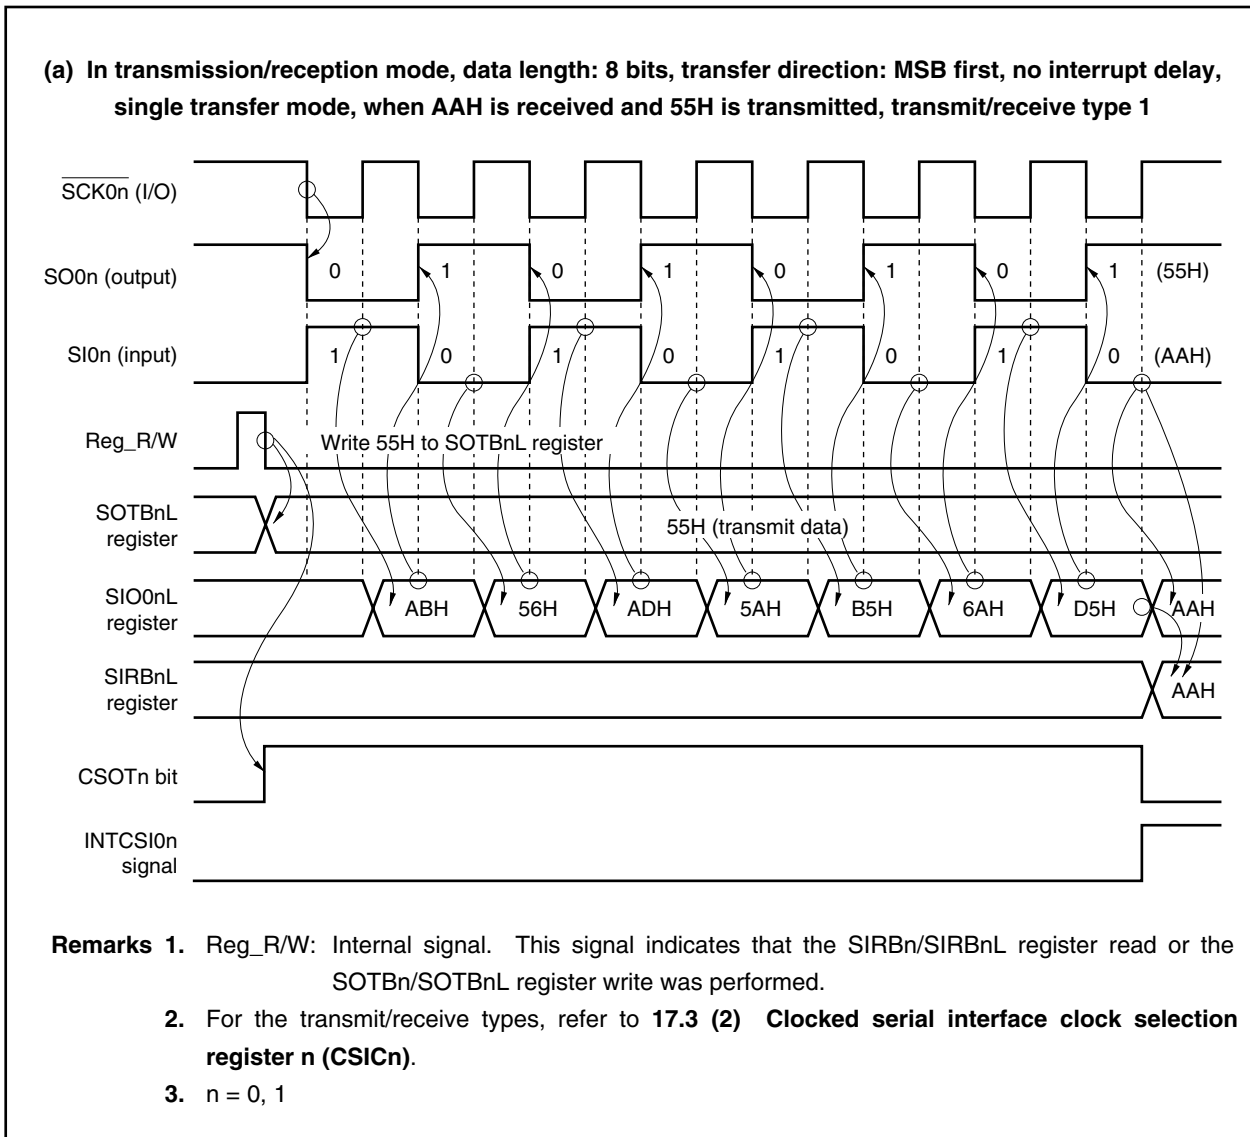 (a) In transmission/reception mode, data length: 8 bits, transfer direction: MSB first, no interrupt delay,
single transfer mode, when AAH is received and 55H is transmitted, transmit/receive type 1
SCK0n (I/O)
SO0n (output) 0 1 0 1 0 1 0 1 (55H)
SI0n (input) 1 0 1 0 1 0 1 0 (AAH)
Reg_R/W Write 55H to SOTBnL register
SOTBnL
register
55H (transmit data)
SIO0nL
register
ABH 56H ADH 5AH B5H 6AH D5H AAH
SIRBnL
register
AAH
CSOTn bit
INTCSI0n
signal
Remarks 1. Reg_R/W: Internal signal. This signal indicates that the SIRBn/SIRBnL register read or the
SOTBn/SOTBnL register write was performed.
2. For the transmit/receive types, refer to 17.3 (2) Clocked serial interface clock selection
register n (CSICn).
3. n = 0, 1